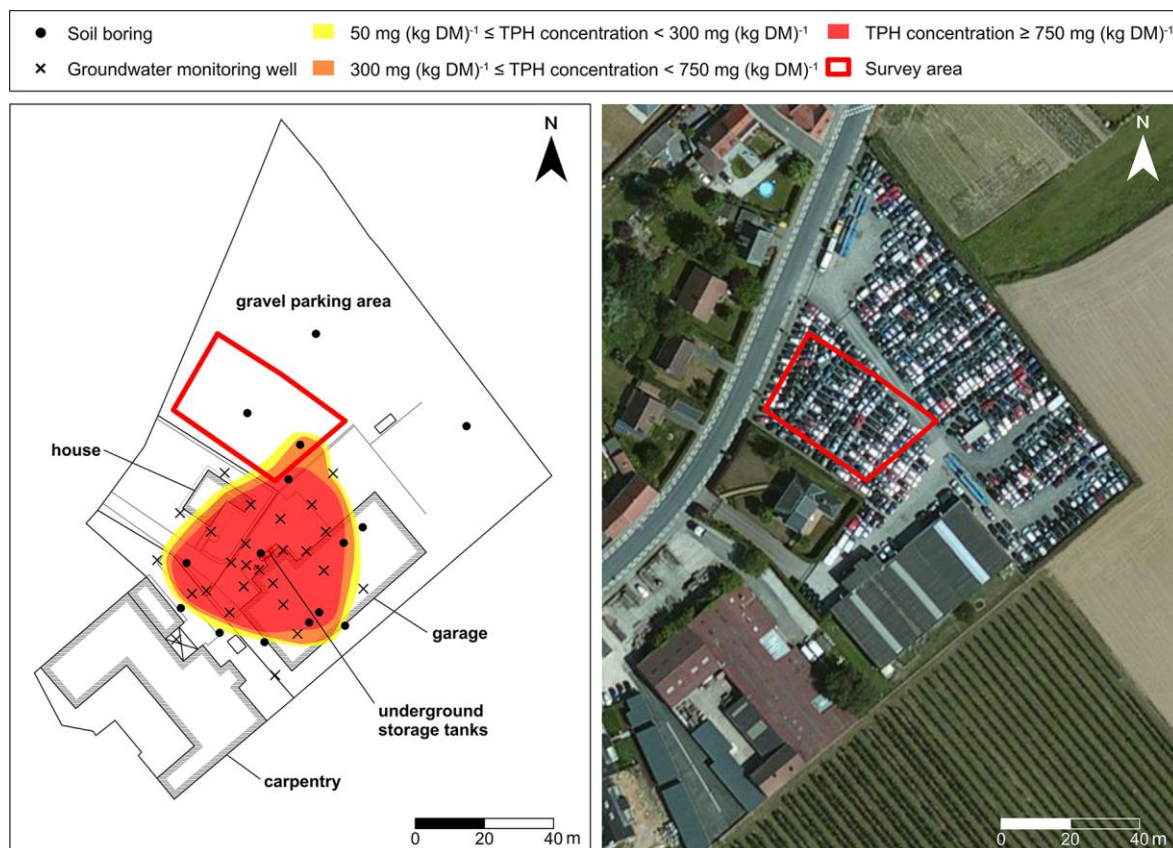 Soil boring
50 mg (kg DM)⁻¹ ≤ TPH concentration < 300 mg (kg DM)⁻¹
TPH concentration ≥ 750 mg (kg DM)⁻¹
Groundwater monitoring well
300 mg (kg DM)⁻¹ ≤ TPH concentration < 750 mg (kg DM)⁻¹
Survey area
N
gravel parking area
house
garage
underground
storage tanks
carpentry
0 20 40 m
N
0 20 40 m